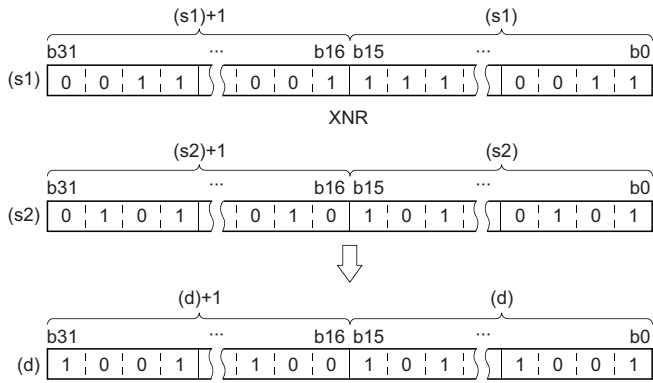 (s1)+1 (s1)
b31 ... b16 b15 ... b0
(s1) 0 0 1 1 0 0 1 1 1 1 0 0 1 1
XNR
(s2)+1 (s2)
b31 ... b16 b15 ... b0
(s2) 0 1 0 1 0 1 0 1 0 1 0 1 0 1
(d)+1 (d)
b31 ... b16 b15 ... b0
(d) 1 0 0 1 1 0 0 1 0 1 1 0 0 1